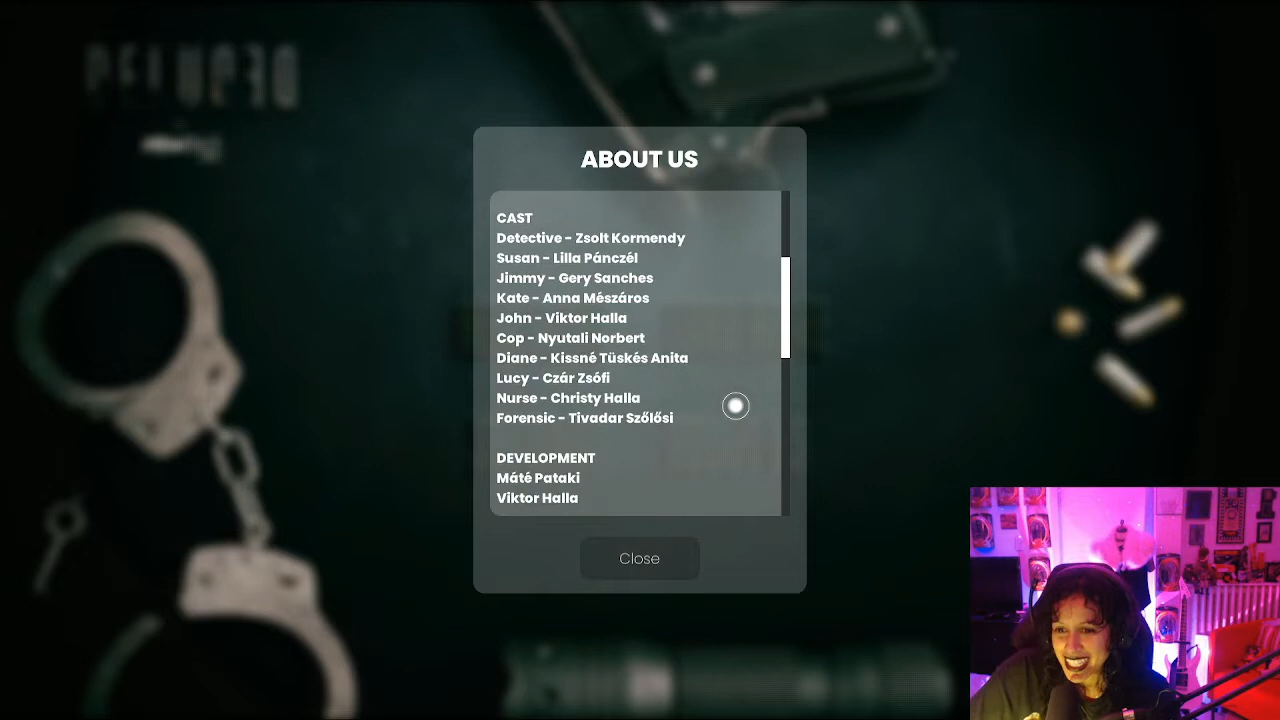 ABOUT US
CAST
Detective - Zsolt Kormendy
Susan - Lilla Pánczél
Jimmy - Gery Sanches
Kate - Anna Mészáros
John - Viktor Halla
Cop - Nyutali Norbert
Diane - Kissné Tüskés Anita
Lucy - Czár Zsófi
Nurse - Christy Halla
Forensic - Tivadar Szőlősi
DEVELOPMENT
Máté Pataki
Viktor Halla
Close